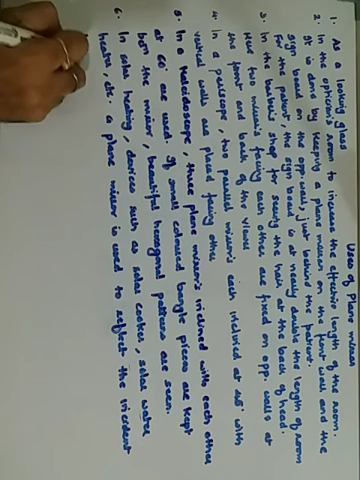 Uses of Plane mirror
1. As a looking glass
2. In the optician's room to increase the effective length of the room.
It is done by keeping a plane mirror on the front wall and the
sign board on the opp. wall, just behind the patient.
For the patient, the sign board is at nearly double the length of room
3. In the barber's shop for seeing the hair at the back of head.
Here two mirrors facing each other are fixed on opp. walls at
the front and back of the viewer
4. In a periscope, two parallel mirrors each inclined at 45° with
vertical walls are placed facing other
5. In a Kaleidoscope, three plane mirrors inclined with each other
at 60° are used. If small coloured bangle pieces are kept
both the mirror, beautiful hexagonal patterns are seen.
6. In solar heating, devices such as solar cooker, solar water
heater, etc. a plane mirror is used to reflect the incident